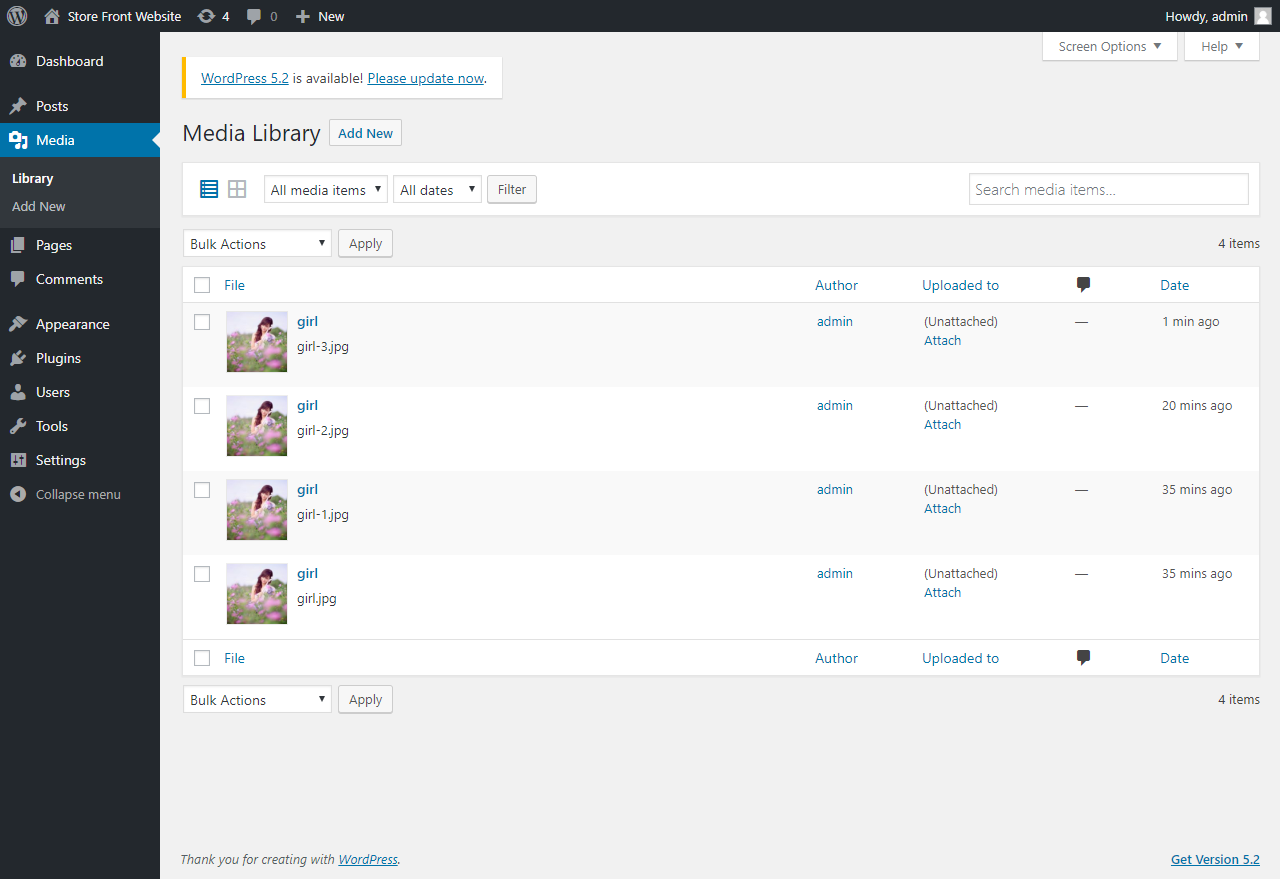 Store Front Website 4 0 New Howdy, admin
Screen Options Help
Dashboard
Posts
Media
Library
Add New
Pages
Comments
Appearance
Plugins
Users
Tools
Settings
Collapse menu
WordPress 5.2 is available! Please update now.
Media Library Add New
All media items All dates Filter Search media items...
Bulk Actions Apply 4 items
File Author Uploaded to Date
girl admin (Unattached) — 1 min ago
girl-3.jpg Attach
girl admin (Unattached) — 20 mins ago
girl-2.jpg Attach
girl admin (Unattached) — 35 mins ago
girl-1.jpg Attach
girl admin (Unattached) — 35 mins ago
girl.jpg Attach
File Author Uploaded to Date
Bulk Actions Apply 4 items
Thank you for creating with WordPress. Get Version 5.2